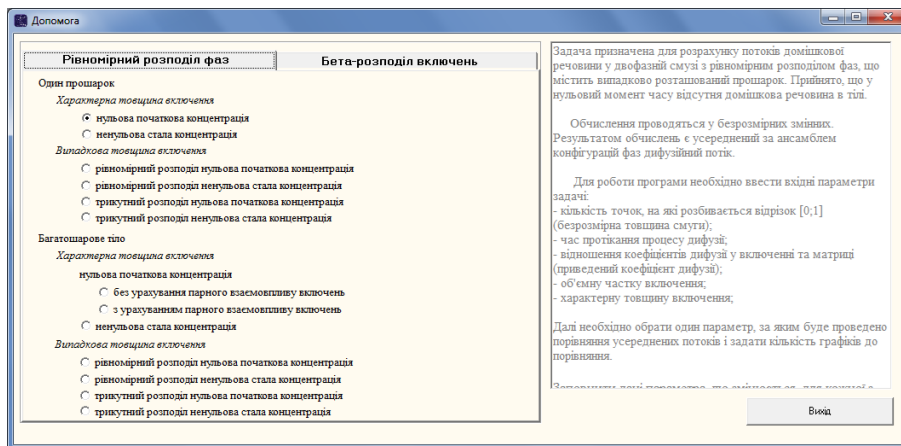 Допомога
Рівномірний розподіл фаз
Бета-розподіл включень
Один прошарок
Характерна товщина включення
нульова початкова концентрація
ненульова стала концентрація
Випадкова товщина включення
рівномірний розподіл нульова початкова концентрація
рівномірний розподіл ненульова стала концентрація
трикутний розподіл нульова початкова концентрація
трикутний розподіл ненульова стала концентрація
Багатошарове тіло
Характерна товщина включення
нульова початкова концентрація
без урахування парного взаємовпливу включень
з урахуванням парного взаємовпливу включень
ненульова стала концентрація
Випадкова товщина включення
рівномірний розподіл нульова початкова концентрація
рівномірний розподіл ненульова стала концентрація
трикутний розподіл нульова початкова концентрація
трикутний розподіл ненульова стала концентрація
Задача призначена для розрахунку потоків домішкової
речовини у двофазній смузі з рівномірним розподілом фаз, що
містить випадково розташований прошарок. Прийнято, що у
нульовий момент часу відсутня домішкова речовина в тілі.
Обчислення проводяться у безрозмірних змінних.
Результатом обчислень є усереднений за ансамблем
конфігурацій фаз дифузійний потік.
Для роботи програми необхідно ввести вхідні параметри
задачі:
- кількість точок, на які розбивається відрізок [0;1]
(безрозмірна товщина смуги);
- час протікання процесу дифузії;
- відношення коефіцієнтів дифузії у включенні та матриці
(приведений коефіцієнт дифузії);
- об'ємну частку включення;
- характерну товщину включення;
Далі необхідно обрати один параметр, за яким буде проведено
порівняння усереднених потоків і задати кількість графіків до
порівняння.
Вихід